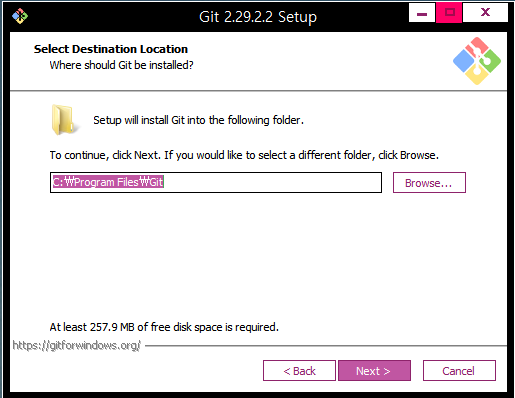 Git 2.29.2.2 Setup
Select Destination Location
Where should Git be installed?
Setup will install Git into the following folder.
To continue, click Next. If you would like to select a different folder, click Browse.
C:₩Program Files₩Git
Browse...
At least 257.9 MB of free disk space is required.
https://gitforwindows.org/
< Back
Next >
Cancel